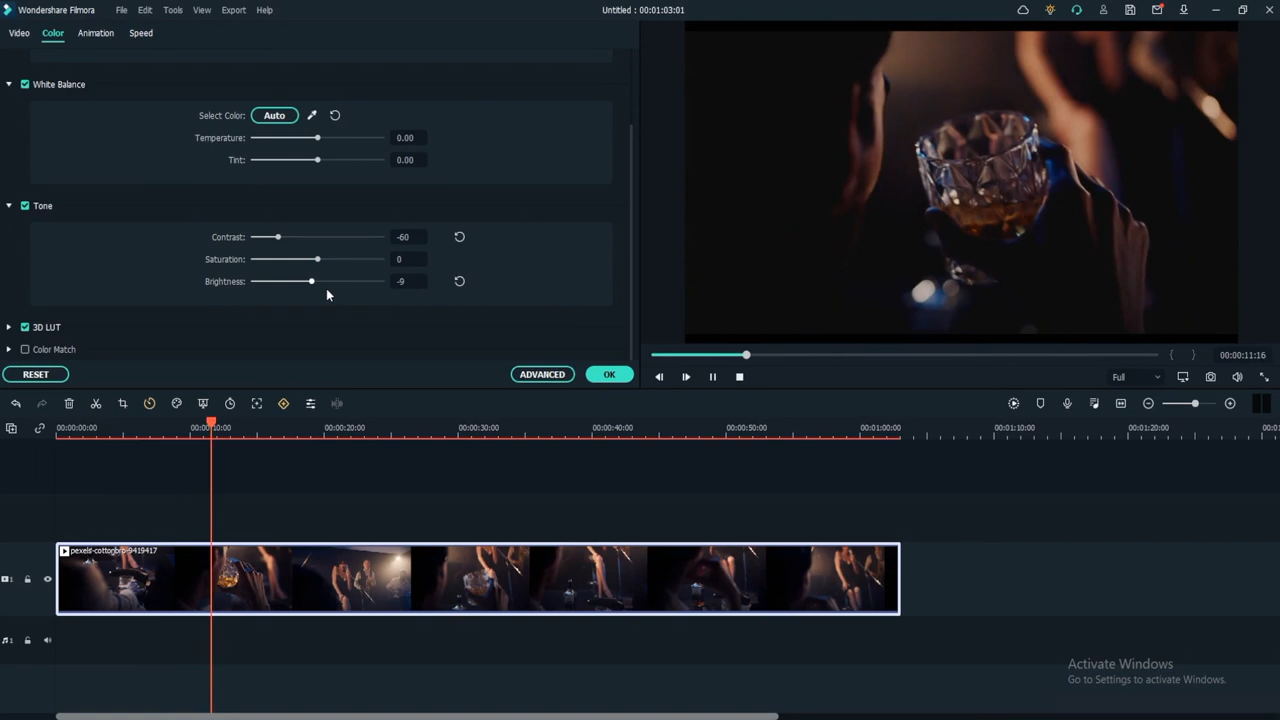 Wondershare Filmora File Edit Tools View Export Help Untitled : 00:01:03:01
Video Color Animation Speed
White Balance
Select Color: Auto
Temperature: 0.00
Tint: 0.00
Tone
Contrast: -60
Saturation: 0
Brightness: -9
3D LUT
Color Match
RESET ADVANCED OK
00:00:11:16
Full
00:00:00:00 00:00:10:00 00:00:20:00 00:00:30:00 00:00:40:00 00:00:50:00 00:01:00:00 00:01:10:00 00:01:20:00
pexels-cottonbro-9419417
1
1
Activate Windows
Go to Settings to activate Windows.